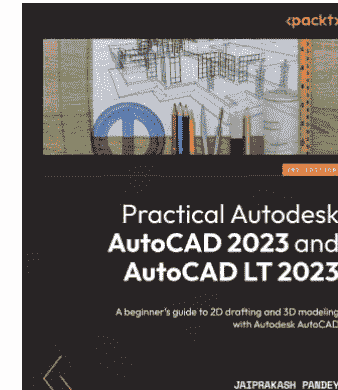 <packt>
Practical Autodesk
AutoCAD 2023 and
AutoCAD LT 2023
A beginner's guide to 2D drafting and 3D modeling
with Autodesk AutoCAD
JAIPRAKASH PANDEY